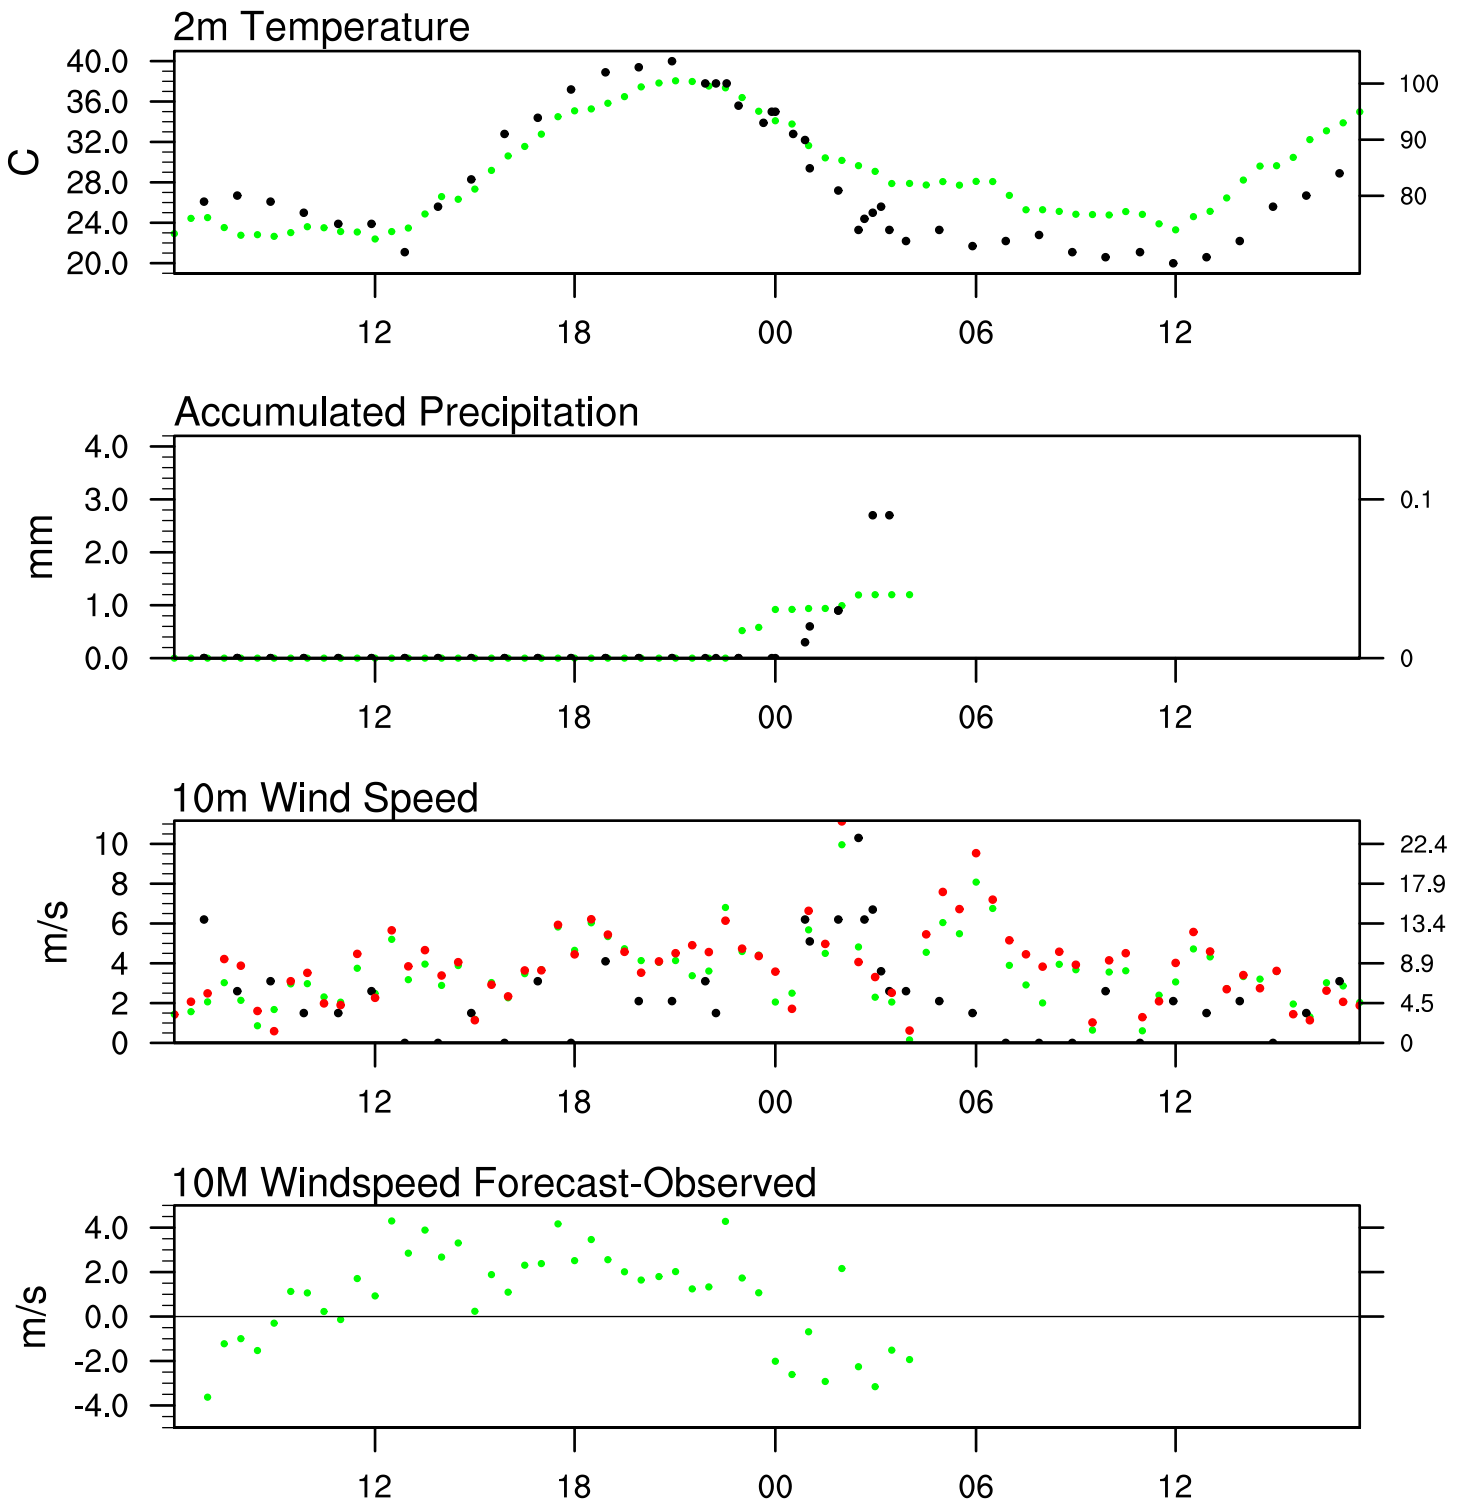 2m Temperature
40.0
36.0
32.0
28.0
24.0
20.0
C
100
90
80
12 18 00 06 12
Accumulated Precipitation
4.0
3.0
2.0
1.0
0.0
mm
0.1
0
12 18 00 06 12
10m Wind Speed
10
8
6
4
2
0
m/s
22.4
17.9
13.4
8.9
4.5
0
12 18 00 06 12
10M Windspeed Forecast-Observed
4.0
2.0
0.0
-2.0
-4.0
m/s
12 18 00 06 12